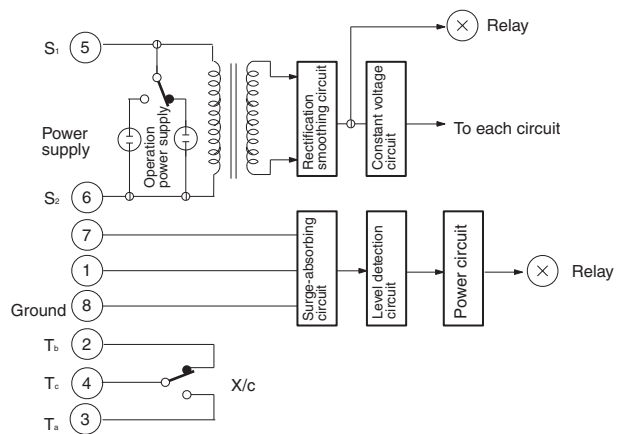 S₁ 5
Relay
Rectification
smoothing circuit
Constant voltage
circuit
To each circuit
Power
supply
Operation
power supply
S₂ 6
7
1
Ground 8
Surge-absorbing
circuit
Level detection
circuit
Power circuit
Relay
Tb 2
Tc 4
X/c
Ta 3